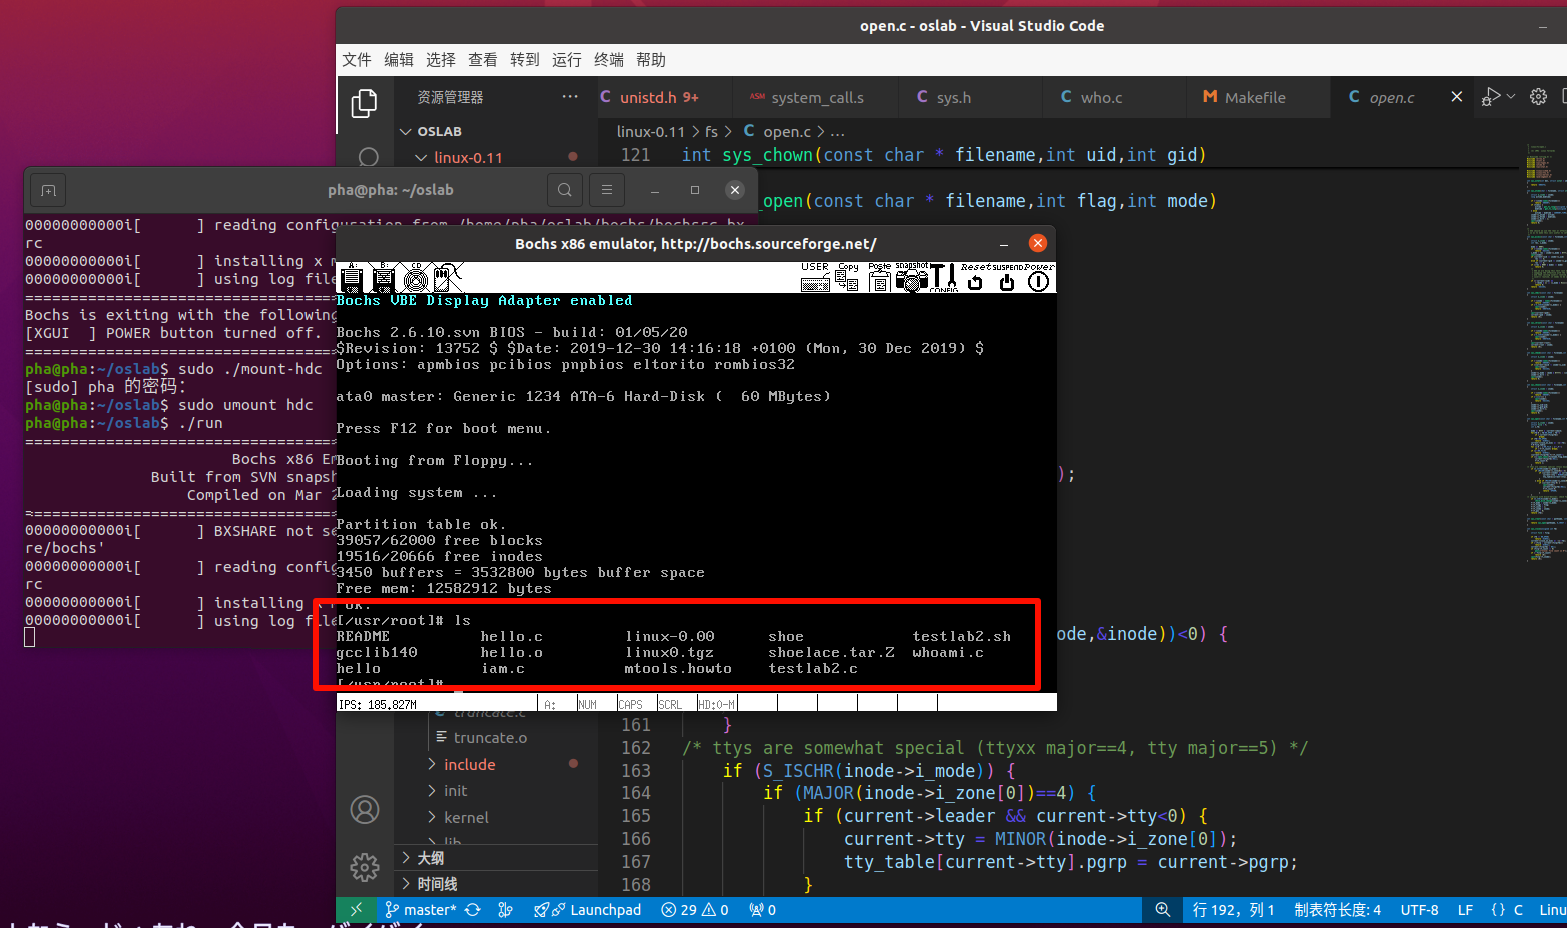 open.c - oslab - Visual Studio Code
文件 编辑 选择 查看 转到 运行 终端 帮助
资源管理器 ···
C unistd.h 9+
ASM system_call.s
C sys.h
C who.c
M Makefile
C open.c
OSLAB
linux-0.11
linux-0.11 > fs > C open.c > ...
121 int sys_chown(const char * filename,int uid,int gid)
_open(const char * filename,int flag,int mode)
);
ode,&inode))<0) {
pha@pha: ~/oslab
00000000000i[      ] reading configuration from /home/pha/oslab/bochs/bochsrc.bx
rc
00000000000i[      ] installing x m
00000000000i[      ] using log file
Bochs is exiting with the following
[XGUI  ] POWER button turned off.
pha@pha:~/oslab$ sudo ./mount-hdc
[sudo] pha 的密码：
pha@pha:~/oslab$ sudo umount hdc
pha@pha:~/oslab$ ./run
Bochs x86 Em
Built from SVN snapsh
Compiled on Mar 2
00000000000i[      ] BXSHARE not se
re/bochs'
00000000000i[      ] reading config
rc
00000000000i[      ] installing x m
00000000000i[      ] using log file
Bochs x86 emulator, http://bochs.sourceforge.net/
A: B: CD
USER Copy Paste snapshot CONFIG Reset SUSPEND Power
Bochs VBE Display Adapter enabled
Bochs 2.6.10.svn BIOS - build: 01/05/20
$Revision: 13752 $ $Date: 2019-12-30 14:16:18 +0100 (Mon, 30 Dec 2019) $
Options: apmbios pcibios pnpbios eltorito rombios32
ata0 master: Generic 1234 ATA-6 Hard-Disk (  60 MBytes)
Press F12 for boot menu.
Booting from Floppy...
Loading system ...
Partition table ok.
39057/62000 free blocks
19516/20666 free inodes
3450 buffers = 3532800 bytes buffer space
Free mem: 12582912 bytes
Ok.
[/usr/root]# ls
README hello.c linux-0.00 shoe testlab2.sh
gcclib140 hello.o linux0.tgz shoelace.tar.Z whoami.c
hello iam.c mtools.howto testlab2.c
[/usr/root]#
IPS: 185.827M A: NUM CAPS SCRL HD:0-M
truncate.c
truncate.o
include
init
kernel
lib
大纲
时间线
161 }
162 /* ttys are somewhat special (ttyxx major==4, tty major==5) */
163 if (S_ISCHR(inode->i_mode)) {
164 if (MAJOR(inode->i_zone[0])==4) {
165 if (current->leader && current->tty<0) {
166 current->tty = MINOR(inode->i_zone[0]);
167 tty_table[current->tty].pgrp = current->pgrp;
168 }
master* Launchpad 29 0 0
行 192，列 1 制表符长度: 4 UTF-8 LF {} C Linu